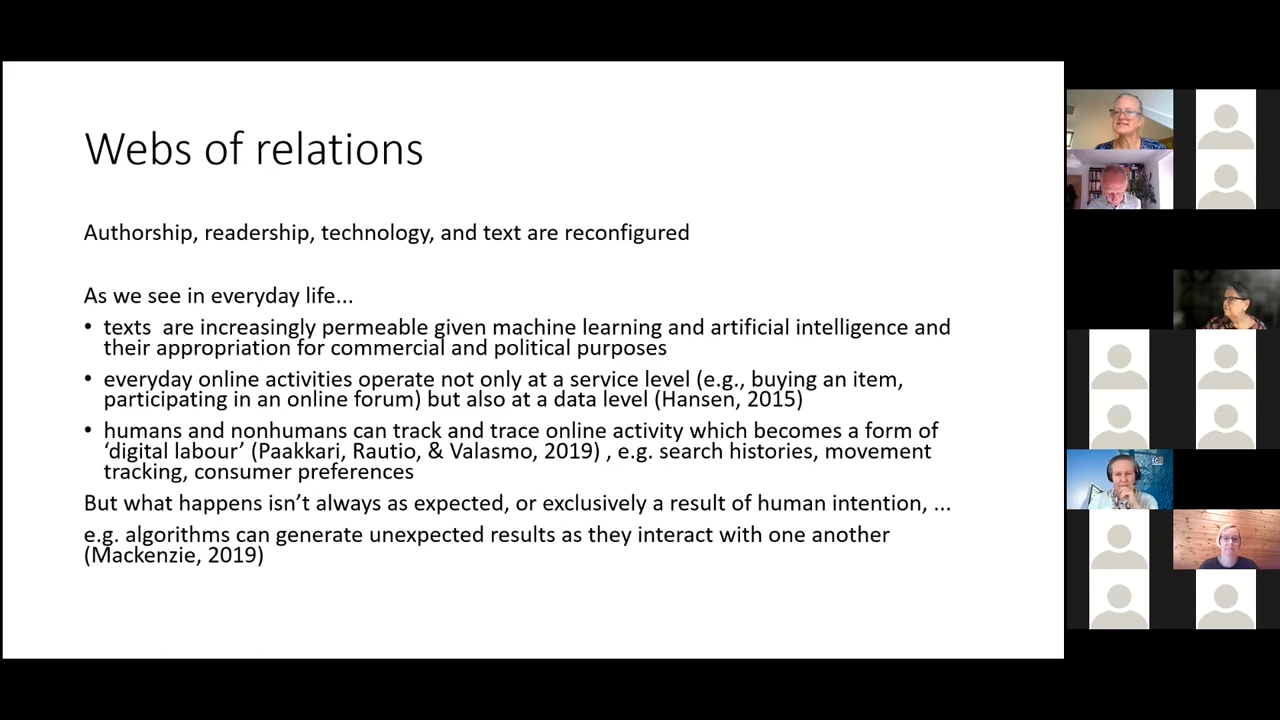 Webs of relations
Authorship, readership, technology, and text are reconfigured
As we see in everyday life...
• texts  are increasingly permeable given machine learning and artificial intelligence and
their appropriation for commercial and political purposes
• everyday online activities operate not only at a service level (e.g., buying an item,
participating in an online forum) but also at a data level (Hansen, 2015)
• humans and nonhumans can track and trace online activity which becomes a form of
‘digital labour’ (Paakkari, Rautio, & Valasmo, 2019) , e.g. search histories, movement
tracking, consumer preferences
But what happens isn’t always as expected, or exclusively a result of human intention, ...
e.g. algorithms can generate unexpected results as they interact with one another
(Mackenzie, 2019)